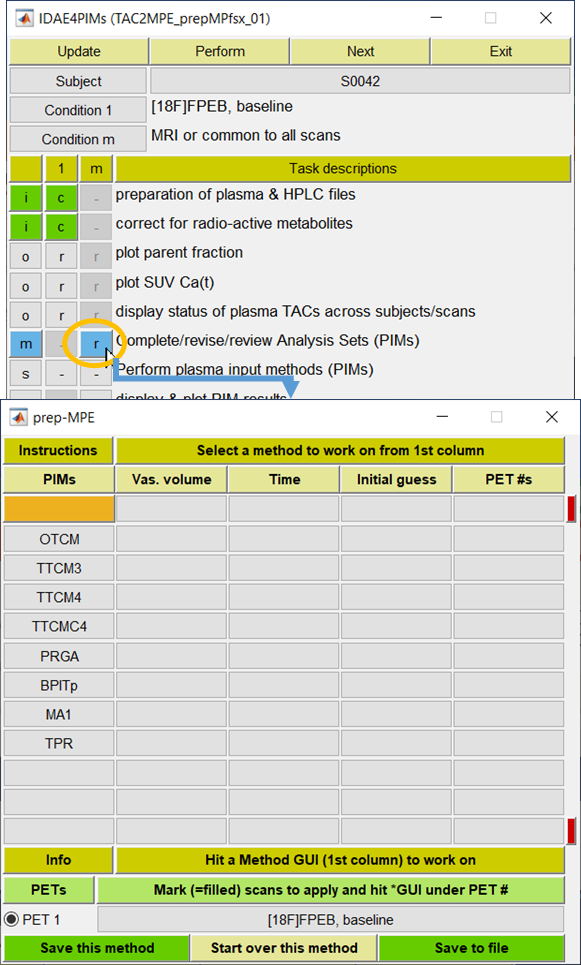 IDAE4PIMs (TAC2MPE_prepMPfsx_01)
Update Perform Next Exit
Subject S0042
Condition 1 [18F]FPEB, baseline
Condition m MRI or common to all scans
1 m Task descriptions
i c - preparation of plasma & HPLC files
i c - correct for radio-active metabolites
o r r plot parent fraction
o r r plot SUV Ca(t)
o r r display status of plasma TACs across subjects/scans
m - r Complete/revise/review Analysis Sets (PIMs)
s - - Perform plasma input methods (PIMs)
display & plot PIM results
prep-MPE
Instructions Select a method to work on from 1st column
PIMs Vas. volume Time Initial guess PET #s
OTCM
TTCM3
TTCM4
TTCMC4
PRGA
BPITp
MA1
TPR
Info Hit a Method GUI (1st column) to work on
PETs Mark (=filled) scans to apply and hit *GUI under PET #
PET 1 [18F]FPEB, baseline
Save this method Start over this method Save to file